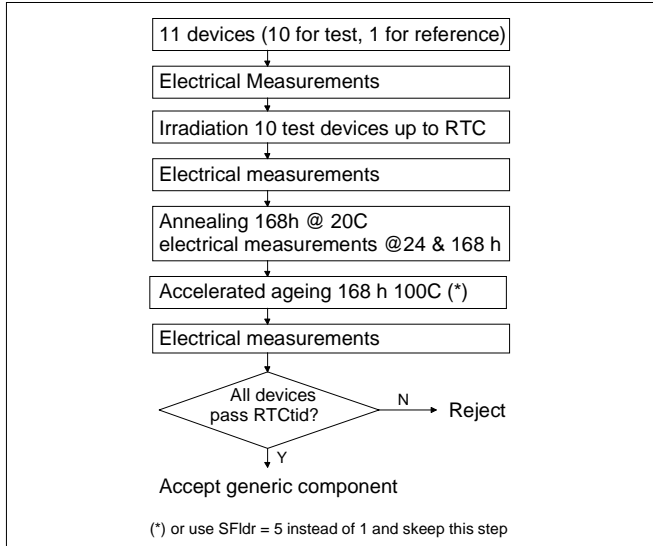 11 devices (10 for test, 1 for reference)
Electrical Measurements
Irradiation 10 test devices up to RTC
Electrical measurements
Annealing 168h @ 20C
electrical measurements @24 & 168 h
Accelerated ageing 168 h 100C (*)
Electrical measurements
All devices
pass RTCtid?
N
Reject
Y
Accept generic component
(*) or use SFldr = 5 instead of 1 and skeep this step